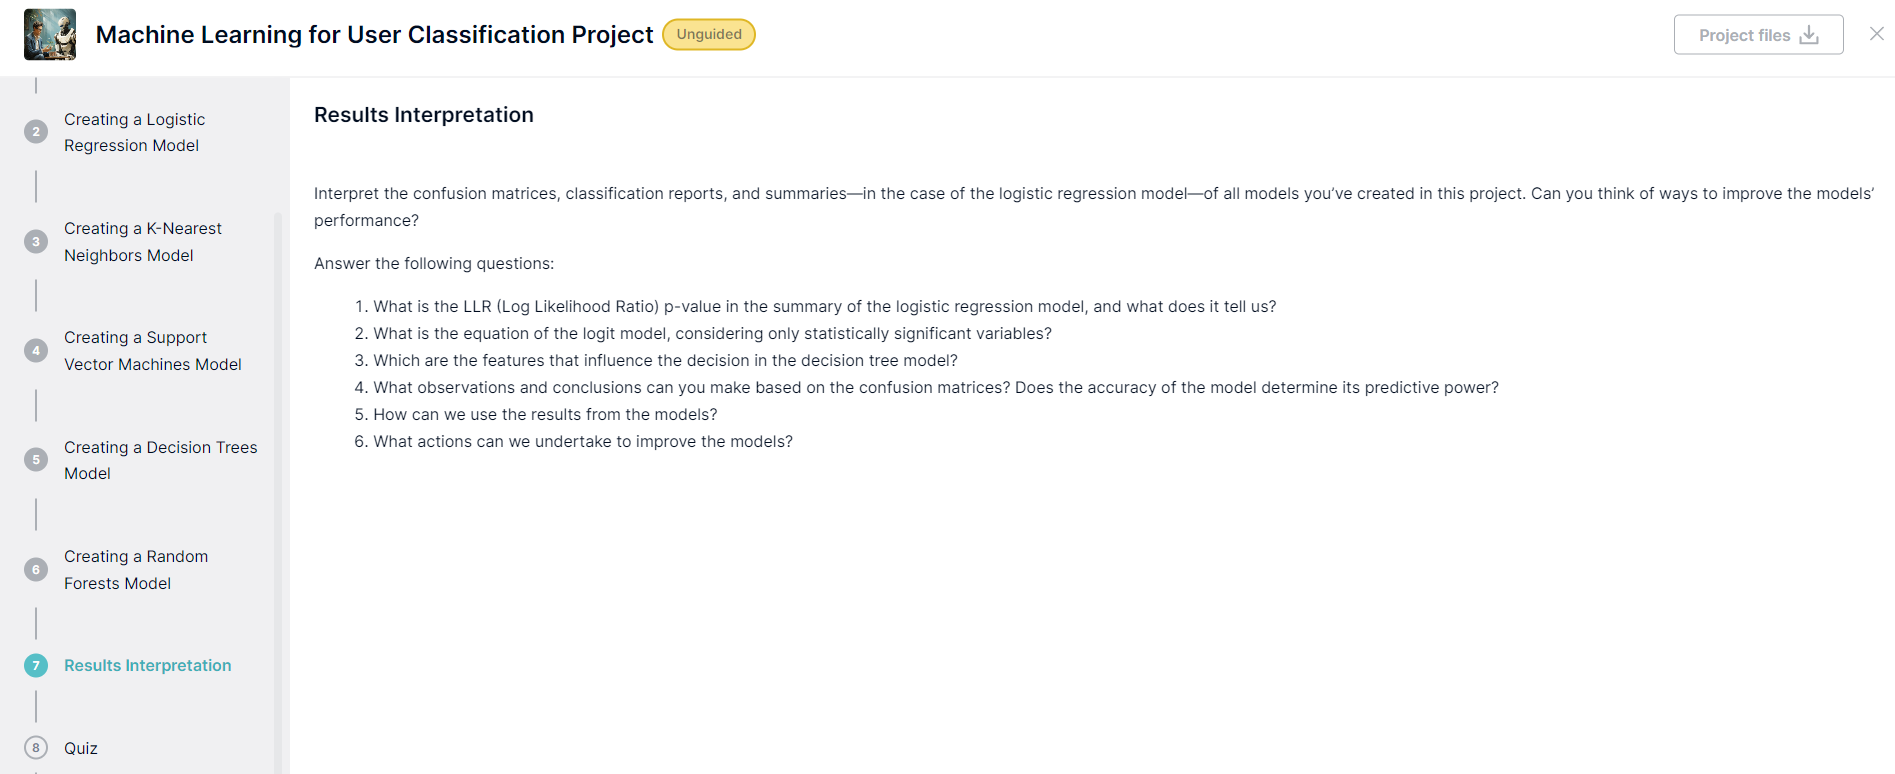 Machine Learning for User Classification Project
Unguided
Project files
2
Creating a Logistic
Regression Model
3
Creating a K-Nearest
Neighbors Model
4
Creating a Support
Vector Machines Model
5
Creating a Decision Trees
Model
6
Creating a Random
Forests Model
7
Results Interpretation
8
Quiz
Results Interpretation
Interpret the confusion matrices, classification reports, and summaries—in the case of the logistic regression model—of all models you’ve created in this project. Can you think of ways to improve the models’
performance?
Answer the following questions:
1. What is the LLR (Log Likelihood Ratio) p-value in the summary of the logistic regression model, and what does it tell us?
2. What is the equation of the logit model, considering only statistically significant variables?
3. Which are the features that influence the decision in the decision tree model?
4. What observations and conclusions can you make based on the confusion matrices? Does the accuracy of the model determine its predictive power?
5. How can we use the results from the models?
6. What actions can we undertake to improve the models?